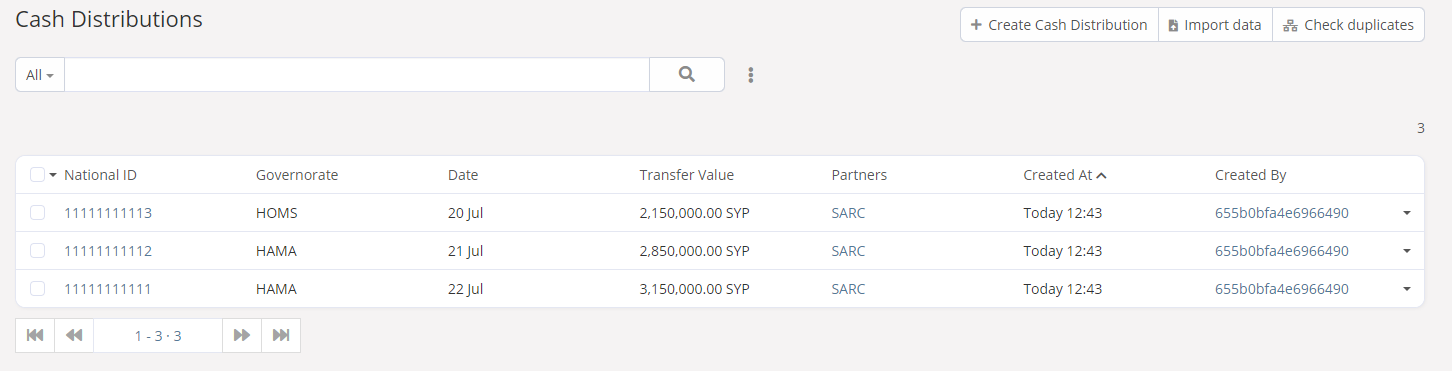 Cash Distributions
Create Cash Distribution Import data Check duplicates
All
3
National ID Governorate Date Transfer Value Partners Created At Created By
11111111113 HOMS 20 Jul 2,150,000.00 SYP SARC Today 12:43 655b0bfa4e6966490
11111111112 HAMA 21 Jul 2,850,000.00 SYP SARC Today 12:43 655b0bfa4e6966490
11111111111 HAMA 22 Jul 3,150,000.00 SYP SARC Today 12:43 655b0bfa4e6966490
1 - 3 · 3